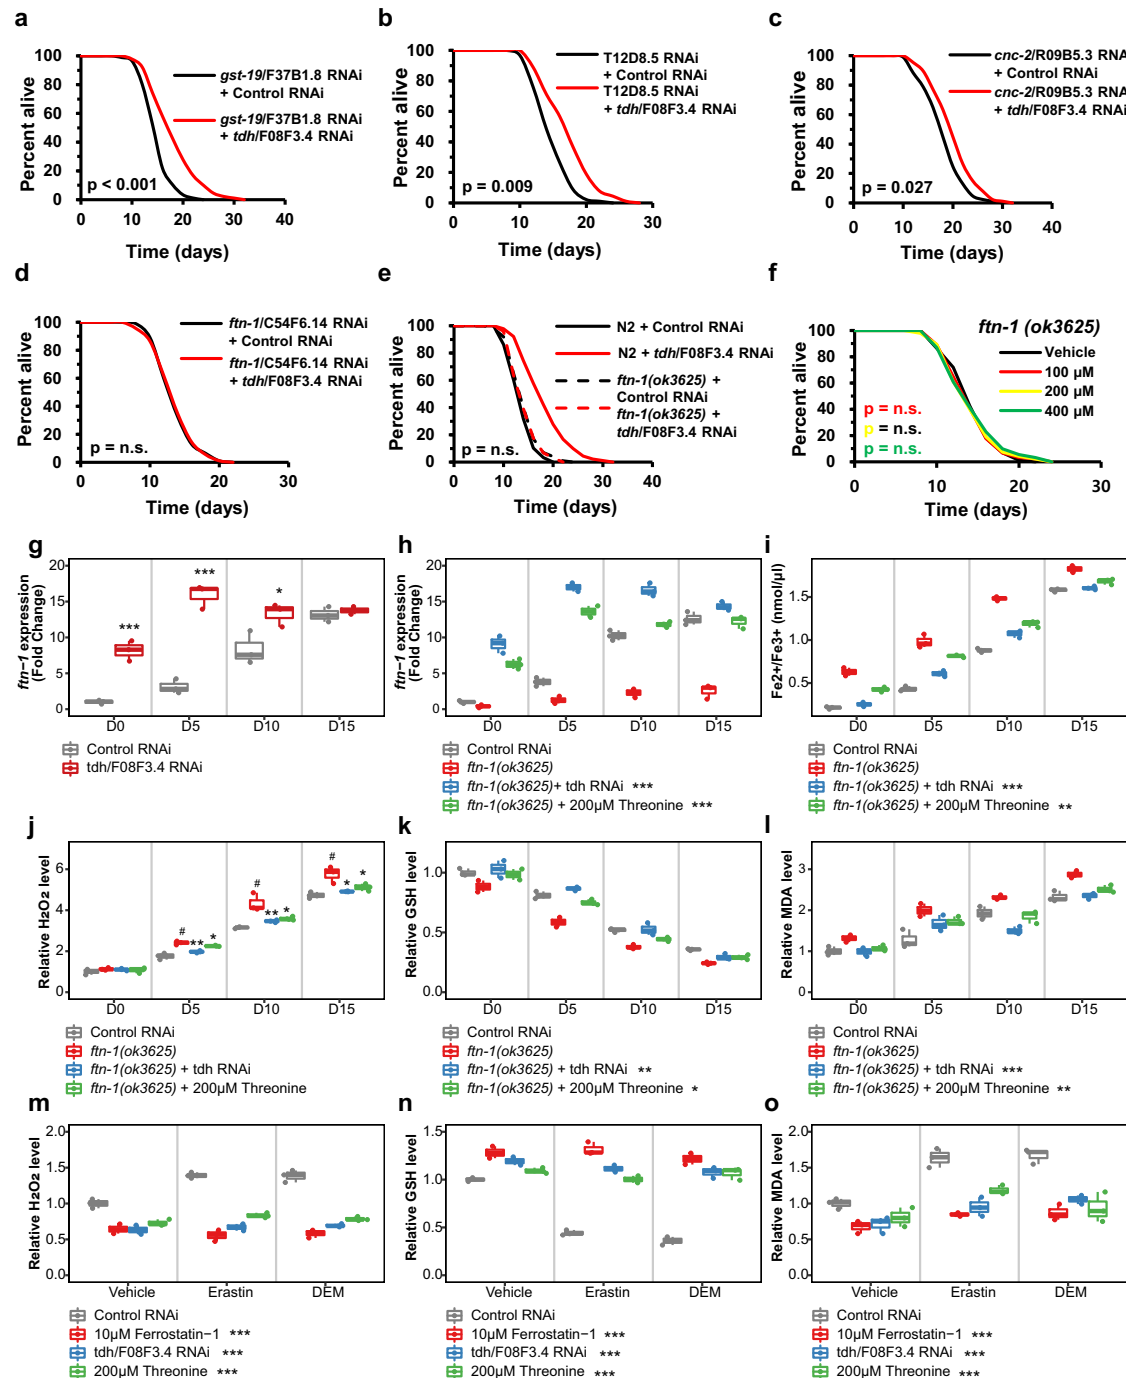 a
Percent alive
100
80
60
40
20
0
gst-19/F37B1.8 RNAi
+ Control RNAi
gst-19/F37B1.8 RNAi
+ tdh/F08F3.4 RNAi
p < 0.001
0 10 20 30 40
Time (days)
b
Percent alive
100
80
60
40
20
0
T12D8.5 RNAi
+ Control RNAi
T12D8.5 RNAi
+ tdh/F08F3.4 RNAi
p = 0.009
0 10 20 30
Time (days)
c
Percent alive
100
80
60
40
20
0
cnc-2/R09B5.3 RNAi
+ Control RNAi
cnc-2/R09B5.3 RNAi
+ tdh/F08F3.4 RNAi
p = 0.027
0 10 20 30 40
Time (days)
d
Percent alive
100
80
60
40
20
0
ftn-1/C54F6.14 RNAi
+ Control RNAi
ftn-1/C54F6.14 RNAi
+ tdh/F08F3.4 RNAi
p = n.s.
0 10 20 30
Time (days)
e
Percent alive
100
80
60
40
20
0
N2 + Control RNAi
N2 + tdh/F08F3.4 RNAi
ftn-1(ok3625) +
Control RNAi
ftn-1(ok3625) +
tdh/F08F3.4 RNAi
p = n.s.
0 10 20 30 40
Time (days)
f
Percent alive
100
80
60
40
20
0
ftn-1 (ok3625)
Vehicle
100 µM
200 µM
400 µM
p = n.s.
p = n.s.
p = n.s.
0 10 20 30
Time (days)
g
ftn−1 expression
(Fold Change)
20
15
10
5
0
***
***
*
D0 D5 D10 D15
Control RNAi
tdh/F08F3.4 RNAi
h
ftn−1 expression
(Fold Change)
20
15
10
5
0
D0 D5 D10 D15
Control RNAi
ftn-1(ok3625)
ftn-1(ok3625)+ tdh RNAi ***
ftn-1(ok3625) + 200µM Threonine ***
i
Fe2+/Fe3+ (nmol/µl)
1.5
1.0
0.5
D0 D5 D10 D15
Control RNAi
ftn-1(ok3625)
ftn-1(ok3625) + tdh RNAi ***
ftn-1(ok3625) + 200µM Threonine **
j
Relative H2O2 level
6
4
2
0
# ** *
# ** *
# * *
D0 D5 D10 D15
Control RNAi
ftn-1(ok3625)
ftn-1(ok3625) + tdh RNAi
ftn-1(ok3625) + 200µM Threonine
k
Relative GSH level
1.0
0.5
0.0
D0 D5 D10 D15
Control RNAi
ftn-1(ok3625)
ftn-1(ok3625) + tdh RNAi **
ftn-1(ok3625) + 200µM Threonine *
l
Relative MDA level
3
2
1
0
D0 D5 D10 D15
Control RNAi
ftn-1(ok3625)
ftn-1(ok3625) + tdh RNAi ***
ftn-1(ok3625) + 200µM Threonine **
m
Relative H2O2 level
2.0
1.5
1.0
0.5
0.0
Vehicle Erastin DEM
Control RNAi
10µM Ferrostatin−1 ***
tdh/F08F3.4 RNAi ***
200µM Threonine ***
n
Relative GSH level
1.5
1.0
0.5
0.0
Vehicle Erastin DEM
Control RNAi
10µM Ferrostatin−1 ***
tdh/F08F3.4 RNAi ***
200µM Threonine ***
o
Relative MDA level
2.0
1.5
1.0
0.5
0.0
Vehicle Erastin DEM
Control RNAi
10µM Ferrostatin−1 ***
tdh/F08F3.4 RNAi ***
200µM Threonine ***